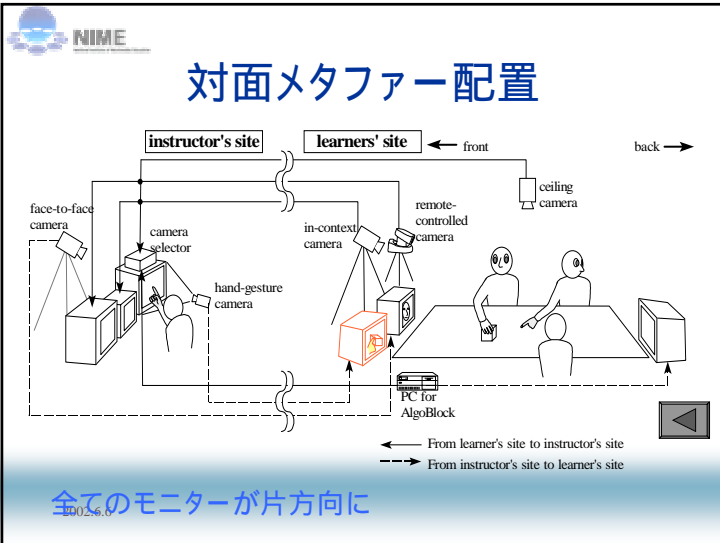 NIME
対面メタファー配置
instructor's site
learners' site
front
back
face-to-face
camera
camera
selector
hand-gesture
camera
in-context
camera
remote-
controlled
camera
ceiling
camera
PC for
AlgoBlock
From learner's site to instructor's site
From instructor's site to learner's site
全てのモニターが片方向に
2002.6.6